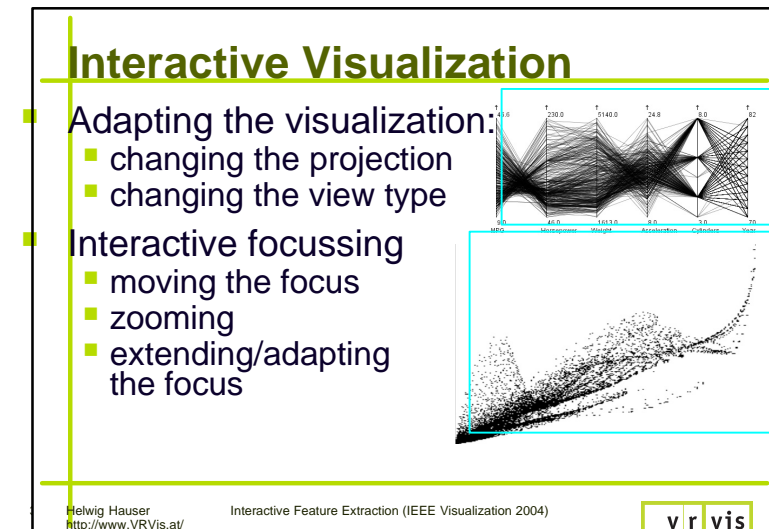 Interactive Visualization
Adapting the visualization:
changing the projection
changing the view type
Interactive focussing
moving the focus
zooming
extending/adapting
the focus
230.0 5140.0 24.8 8.0 82
9.0 46.0 1613.0 8.0 3.0 70
MPG Horsepower Weight Acceleration Cylinders Year
Helwig Hauser Interactive Feature Extraction (IEEE Visualization 2004)
http://www.VRVis.at/
vrvis